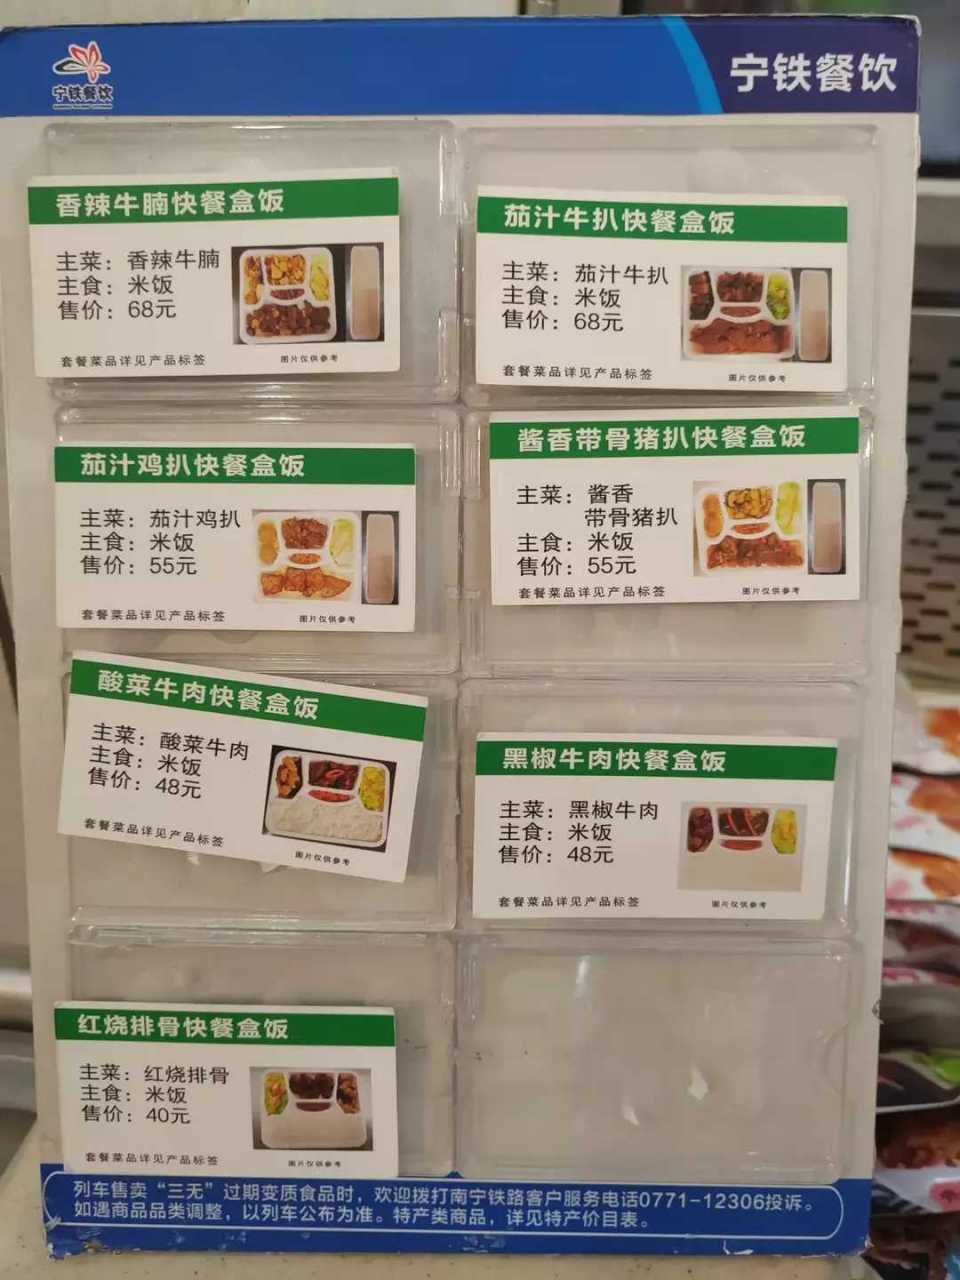 宁铁餐饮
宁铁餐饮
香辣牛腩快餐盒饭
主菜：香辣牛腩
主食：米饭
售价：68元
套餐菜品详见产品标签
图片仅供参考
茄汁牛扒快餐盒饭
主菜：茄汁牛扒
主食：米饭
售价：68元
套餐菜品详见产品标签
图片仅供参考
茄汁鸡扒快餐盒饭
主菜：茄汁鸡扒
主食：米饭
售价：55元
套餐菜品详见产品标签
图片仅供参考
酱香带骨猪扒快餐盒饭
主菜：酱香
带骨猪扒
主食：米饭
售价：55元
套餐菜品详见产品标签
图片仅供参考
酸菜牛肉快餐盒饭
主菜：酸菜牛肉
主食：米饭
售价：48元
套餐菜品详见产品标签
图片仅供参考
黑椒牛肉快餐盒饭
主菜：黑椒牛肉
主食：米饭
售价：48元
套餐菜品详见产品标签
图片仅供参考
红烧排骨快餐盒饭
主菜：红烧排骨
主食：米饭
售价：40元
套餐菜品详见产品标签
图片仅供参考
列车售卖“三无”过期变质食品时，欢迎拨打南宁铁路客户服务电话0771-12306投诉。
如遇商品品类调整，以列车公布为准。特产类商品，详见特产价目表。